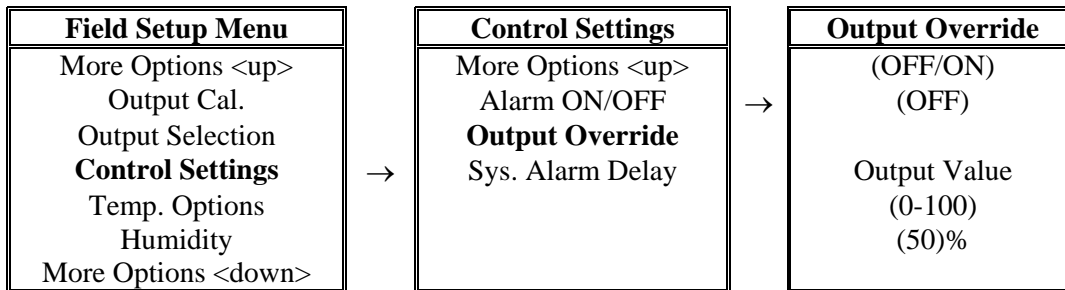 Field Setup Menu
More Options <up>
Output Cal.
Output Selection
Control Settings
Temp. Options
Humidity
More Options <down>
→
Control Settings
More Options <up>
Alarm ON/OFF
Output Override
Sys. Alarm Delay
→
Output Override
(OFF/ON)
(OFF)
Output Value
(0-100)
(50)%